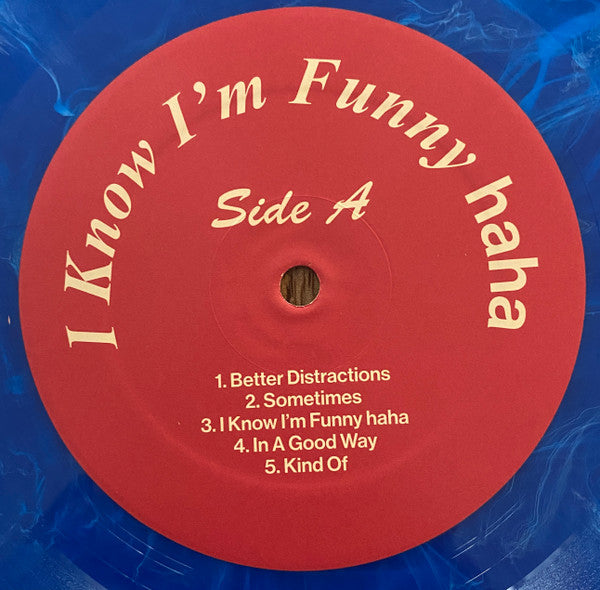 I Know I'm Funny haha
Side A
1. Better Distractions
2. Sometimes
3. I Know I'm Funny haha
4. In A Good Way
5. Kind Of